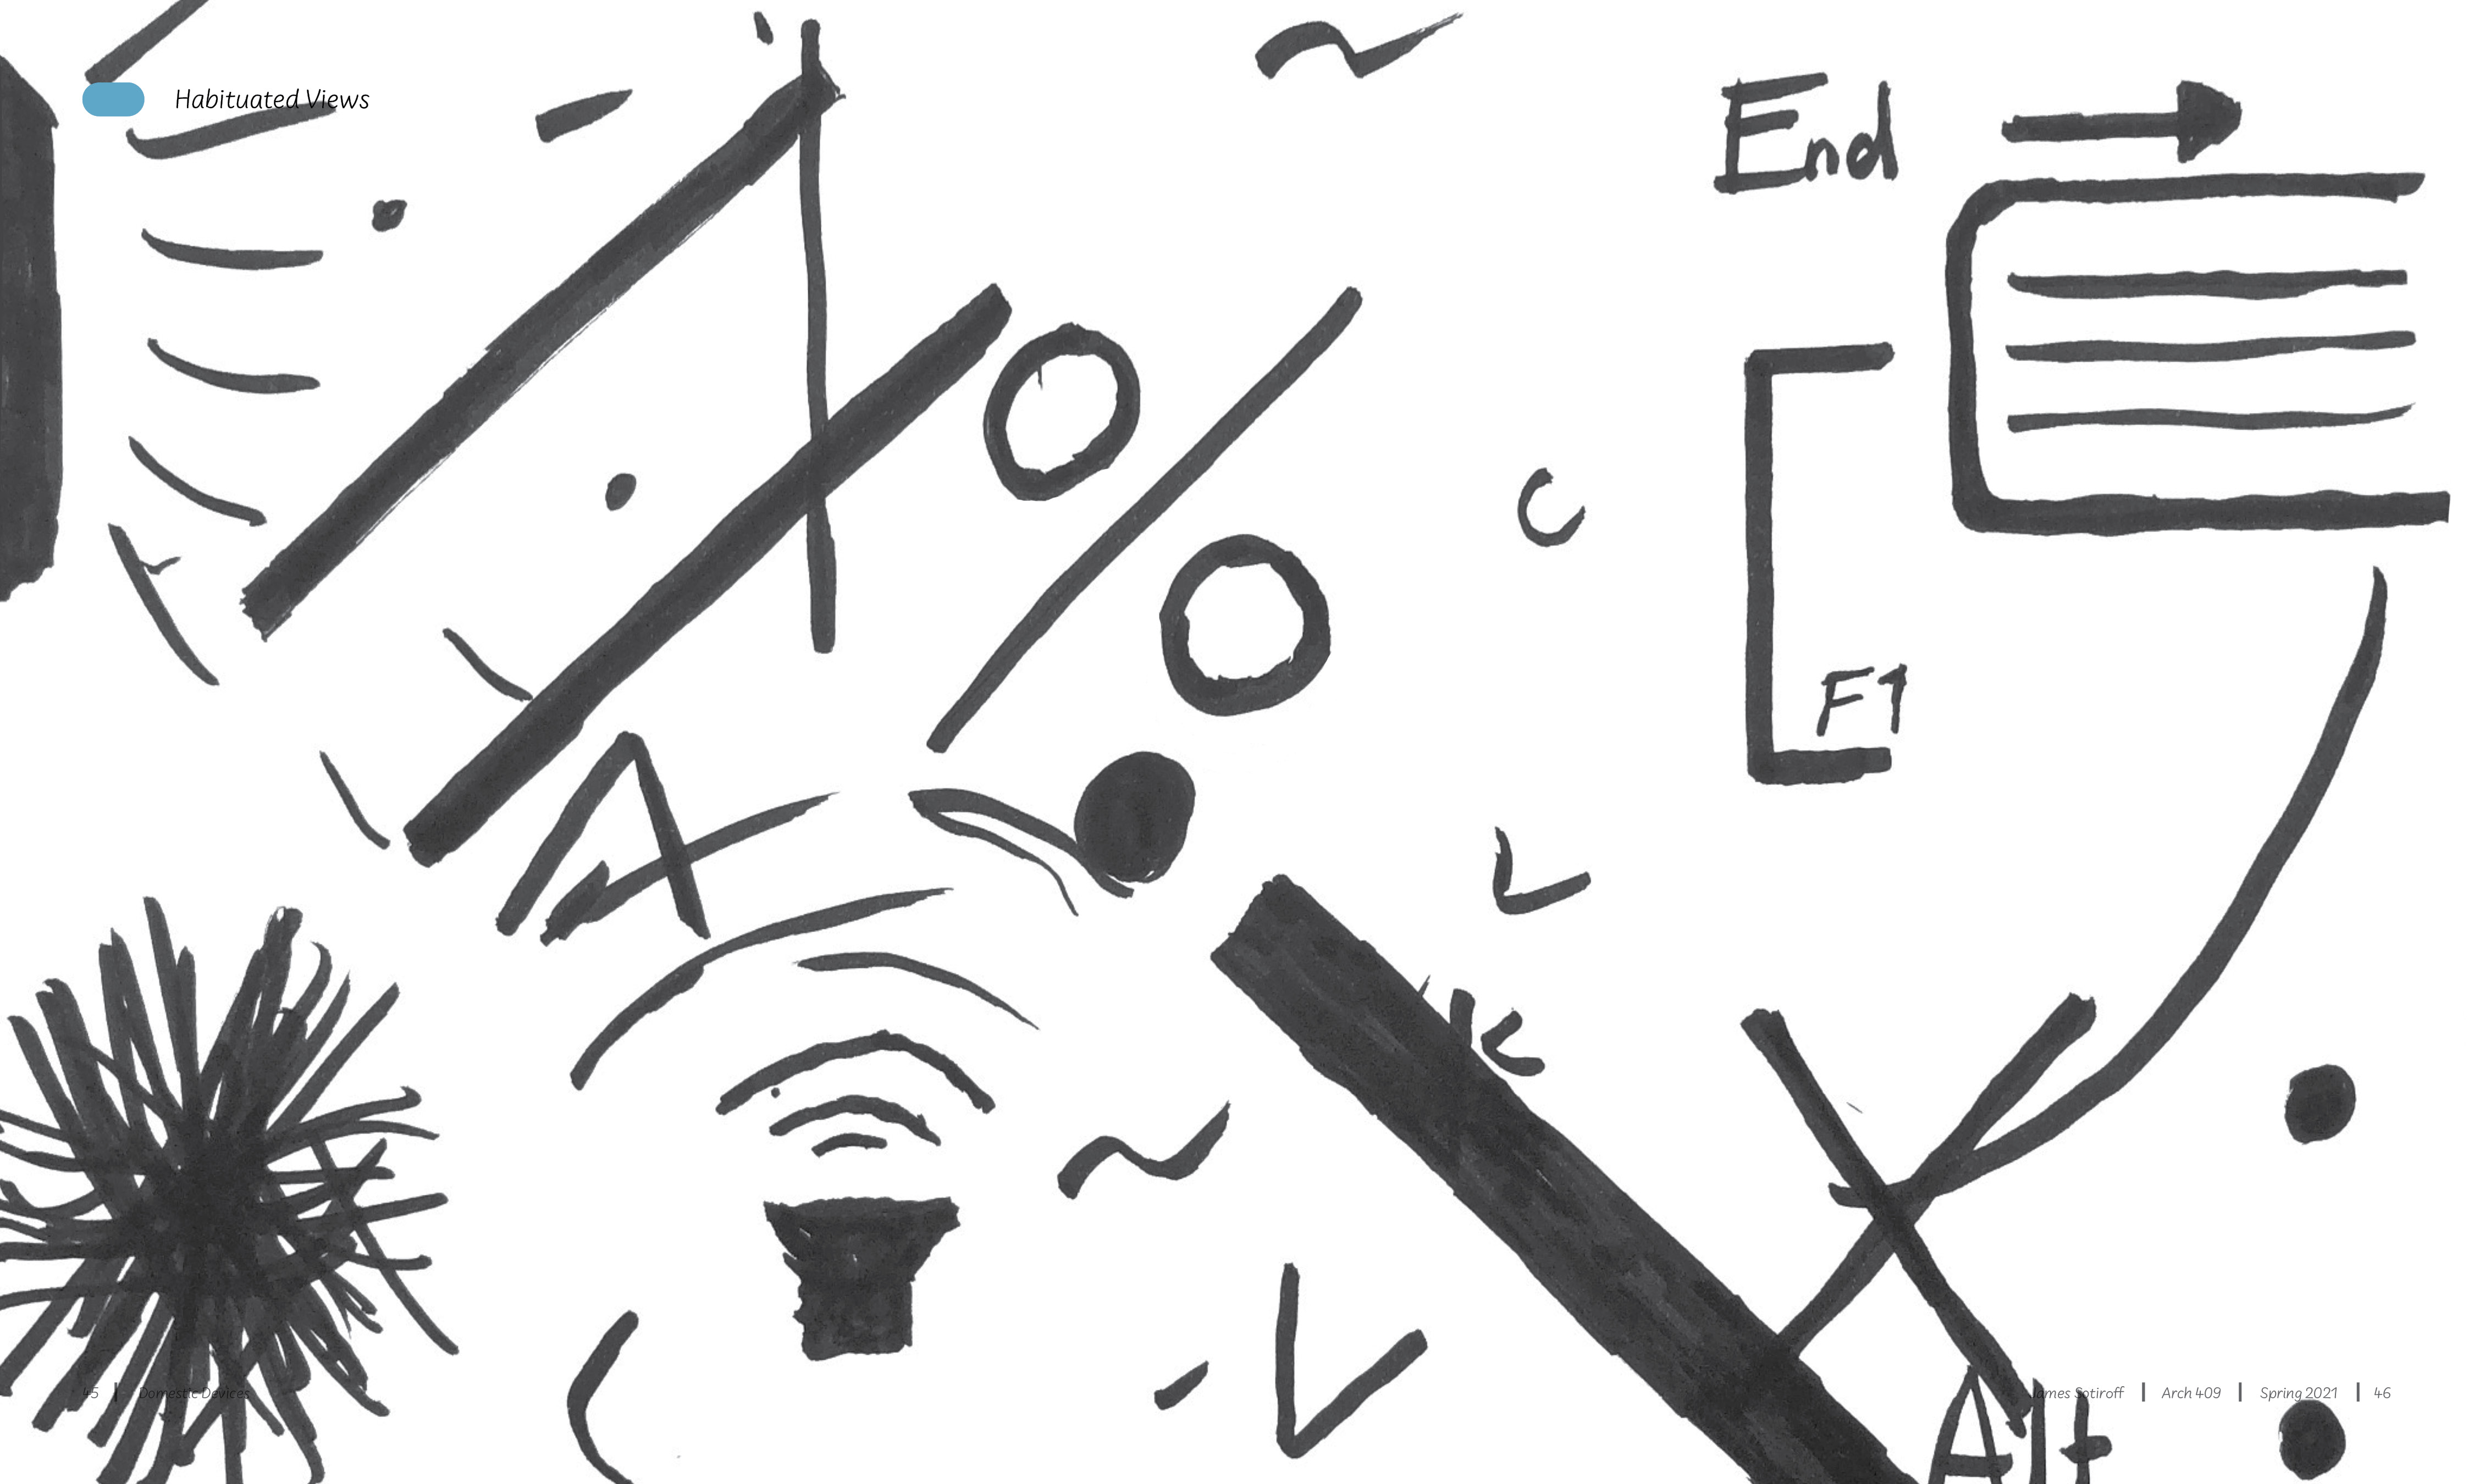 Habituated Views
End
%
C
F1
A
Alt
45 | Domestic Devices
James Sotiroff | Arch 409 | Spring 2021 | 46